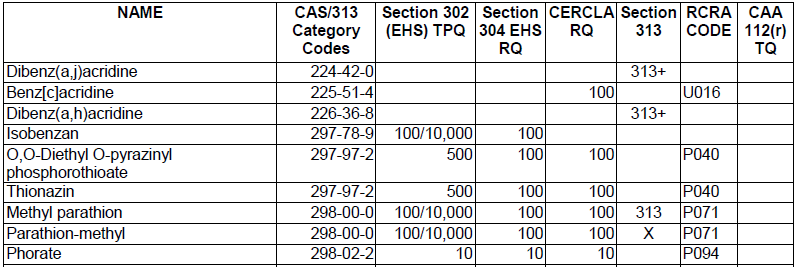 NAME CAS/313 Category Codes Section 302 (EHS) TPQ Section 304 EHS RQ CERCLA RQ Section 313 RCRA CODE CAA 112(r) TQ
Dibenz(a,j)acridine 224-42-0 313+
Benz[c]acridine 225-51-4 100 U016
Dibenz(a,h)acridine 226-36-8 313+
Isobenzan 297-78-9 100/10,000 100
O,O-Diethyl O-pyrazinyl 297-97-2 500 100 100 P040
phosphorothioate
Thionazin 297-97-2 500 100 100 P040
Methyl parathion 298-00-0 100/10,000 100 100 313 P071
Parathion-methyl 298-00-0 100/10,000 100 100 X P071
Phorate 298-02-2 10 10 10 P094